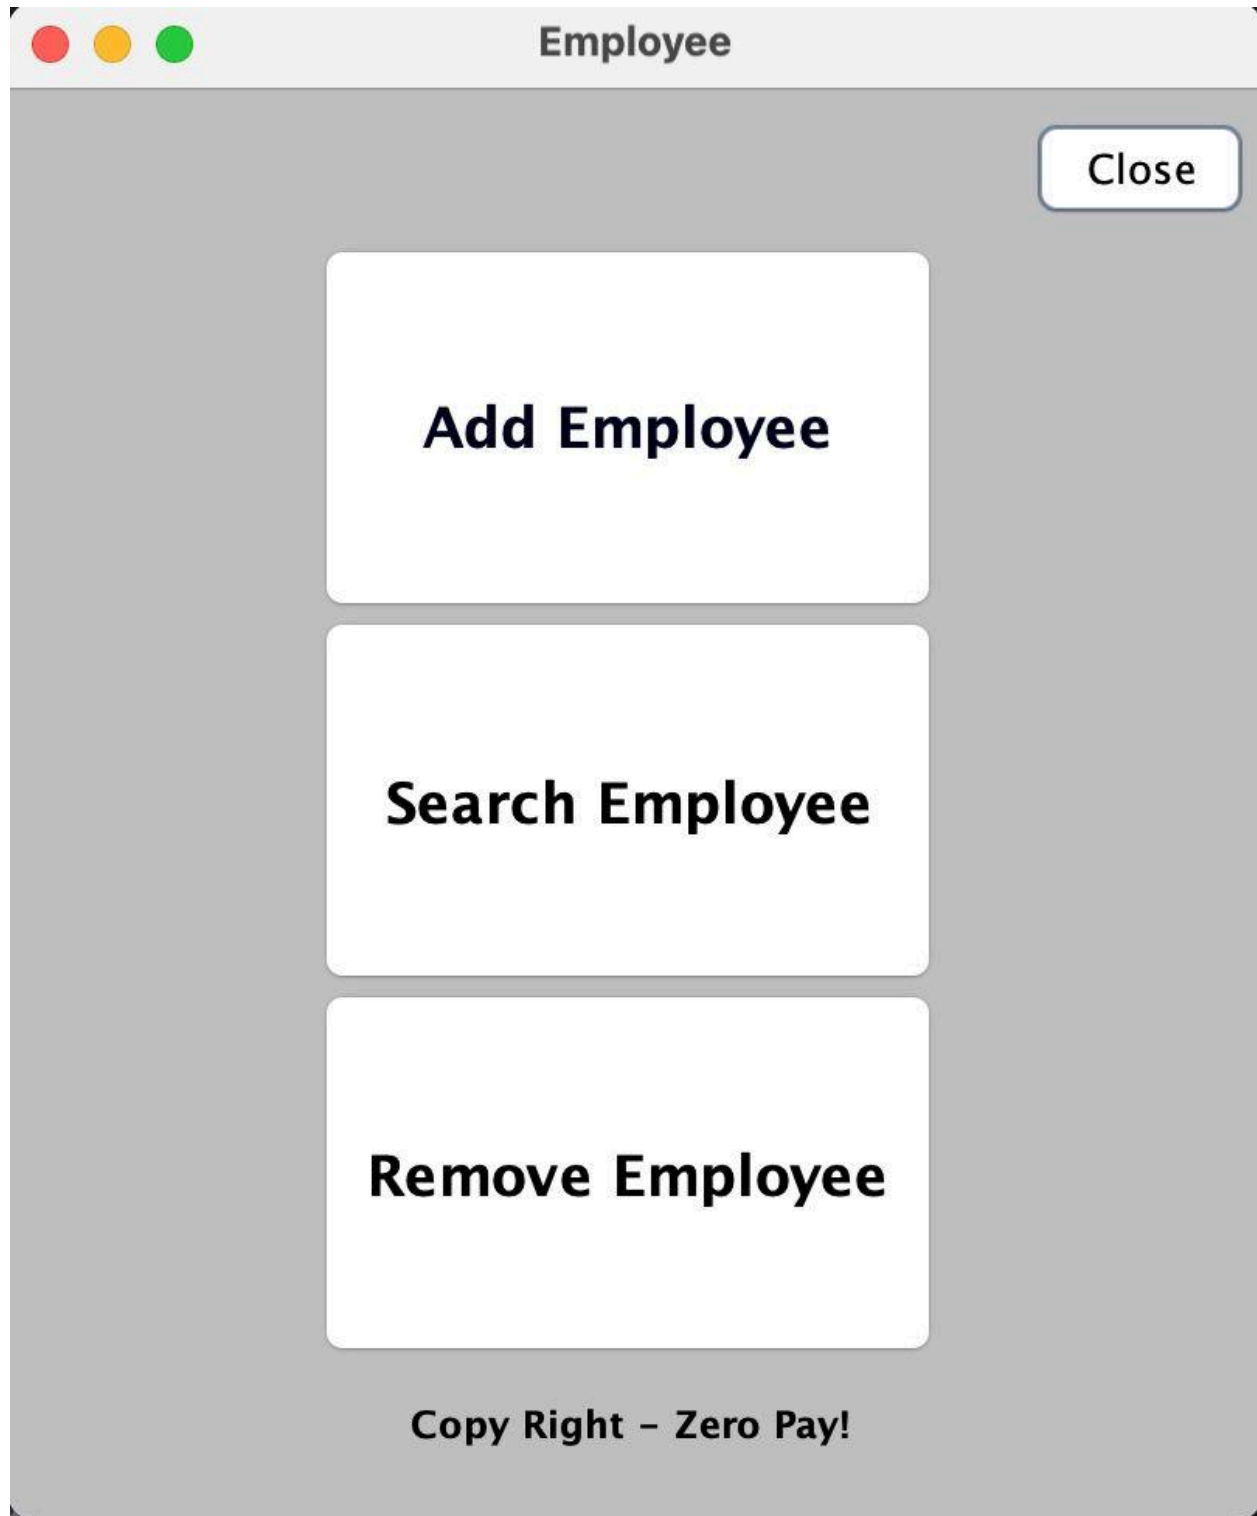 Employee
Close
Add Employee
Search Employee
Remove Employee
Copy Right - Zero Pay!